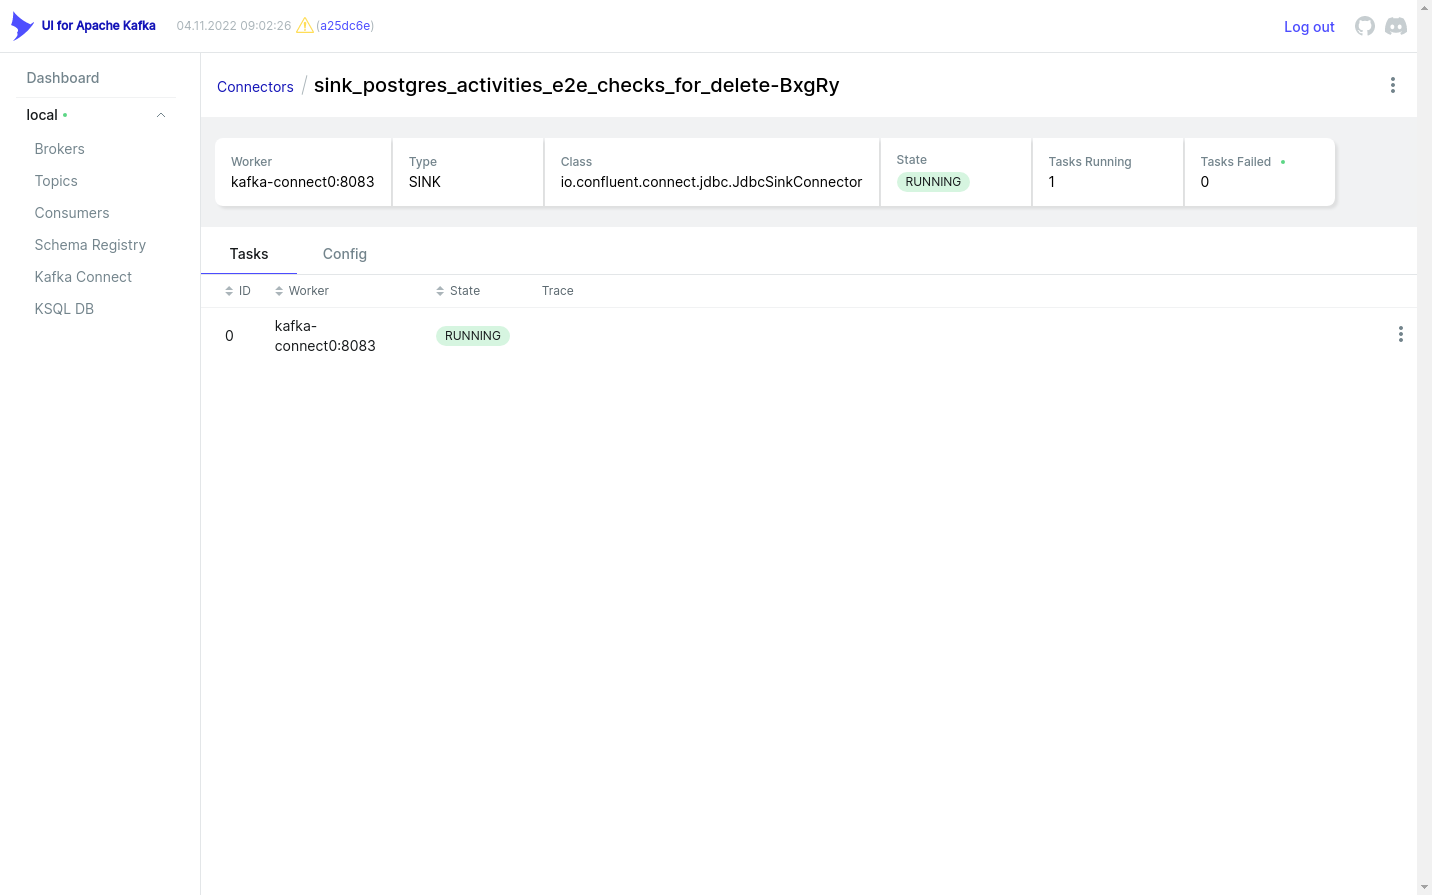 UI for Apache Kafka 04.11.2022 09:02:26 (a25dc6e) Log out
Dashboard
local
Brokers
Topics
Consumers
Schema Registry
Kafka Connect
KSQL DB
Connectors / sink_postgres_activities_e2e_checks_for_delete-BxgRy
Worker Type Class State Tasks Running Tasks Failed
kafka-connect0:8083 SINK io.confluent.connect.jdbc.JdbcSinkConnector RUNNING 1 0
Tasks Config
ID Worker State Trace
0 kafka- RUNNING
connect0:8083